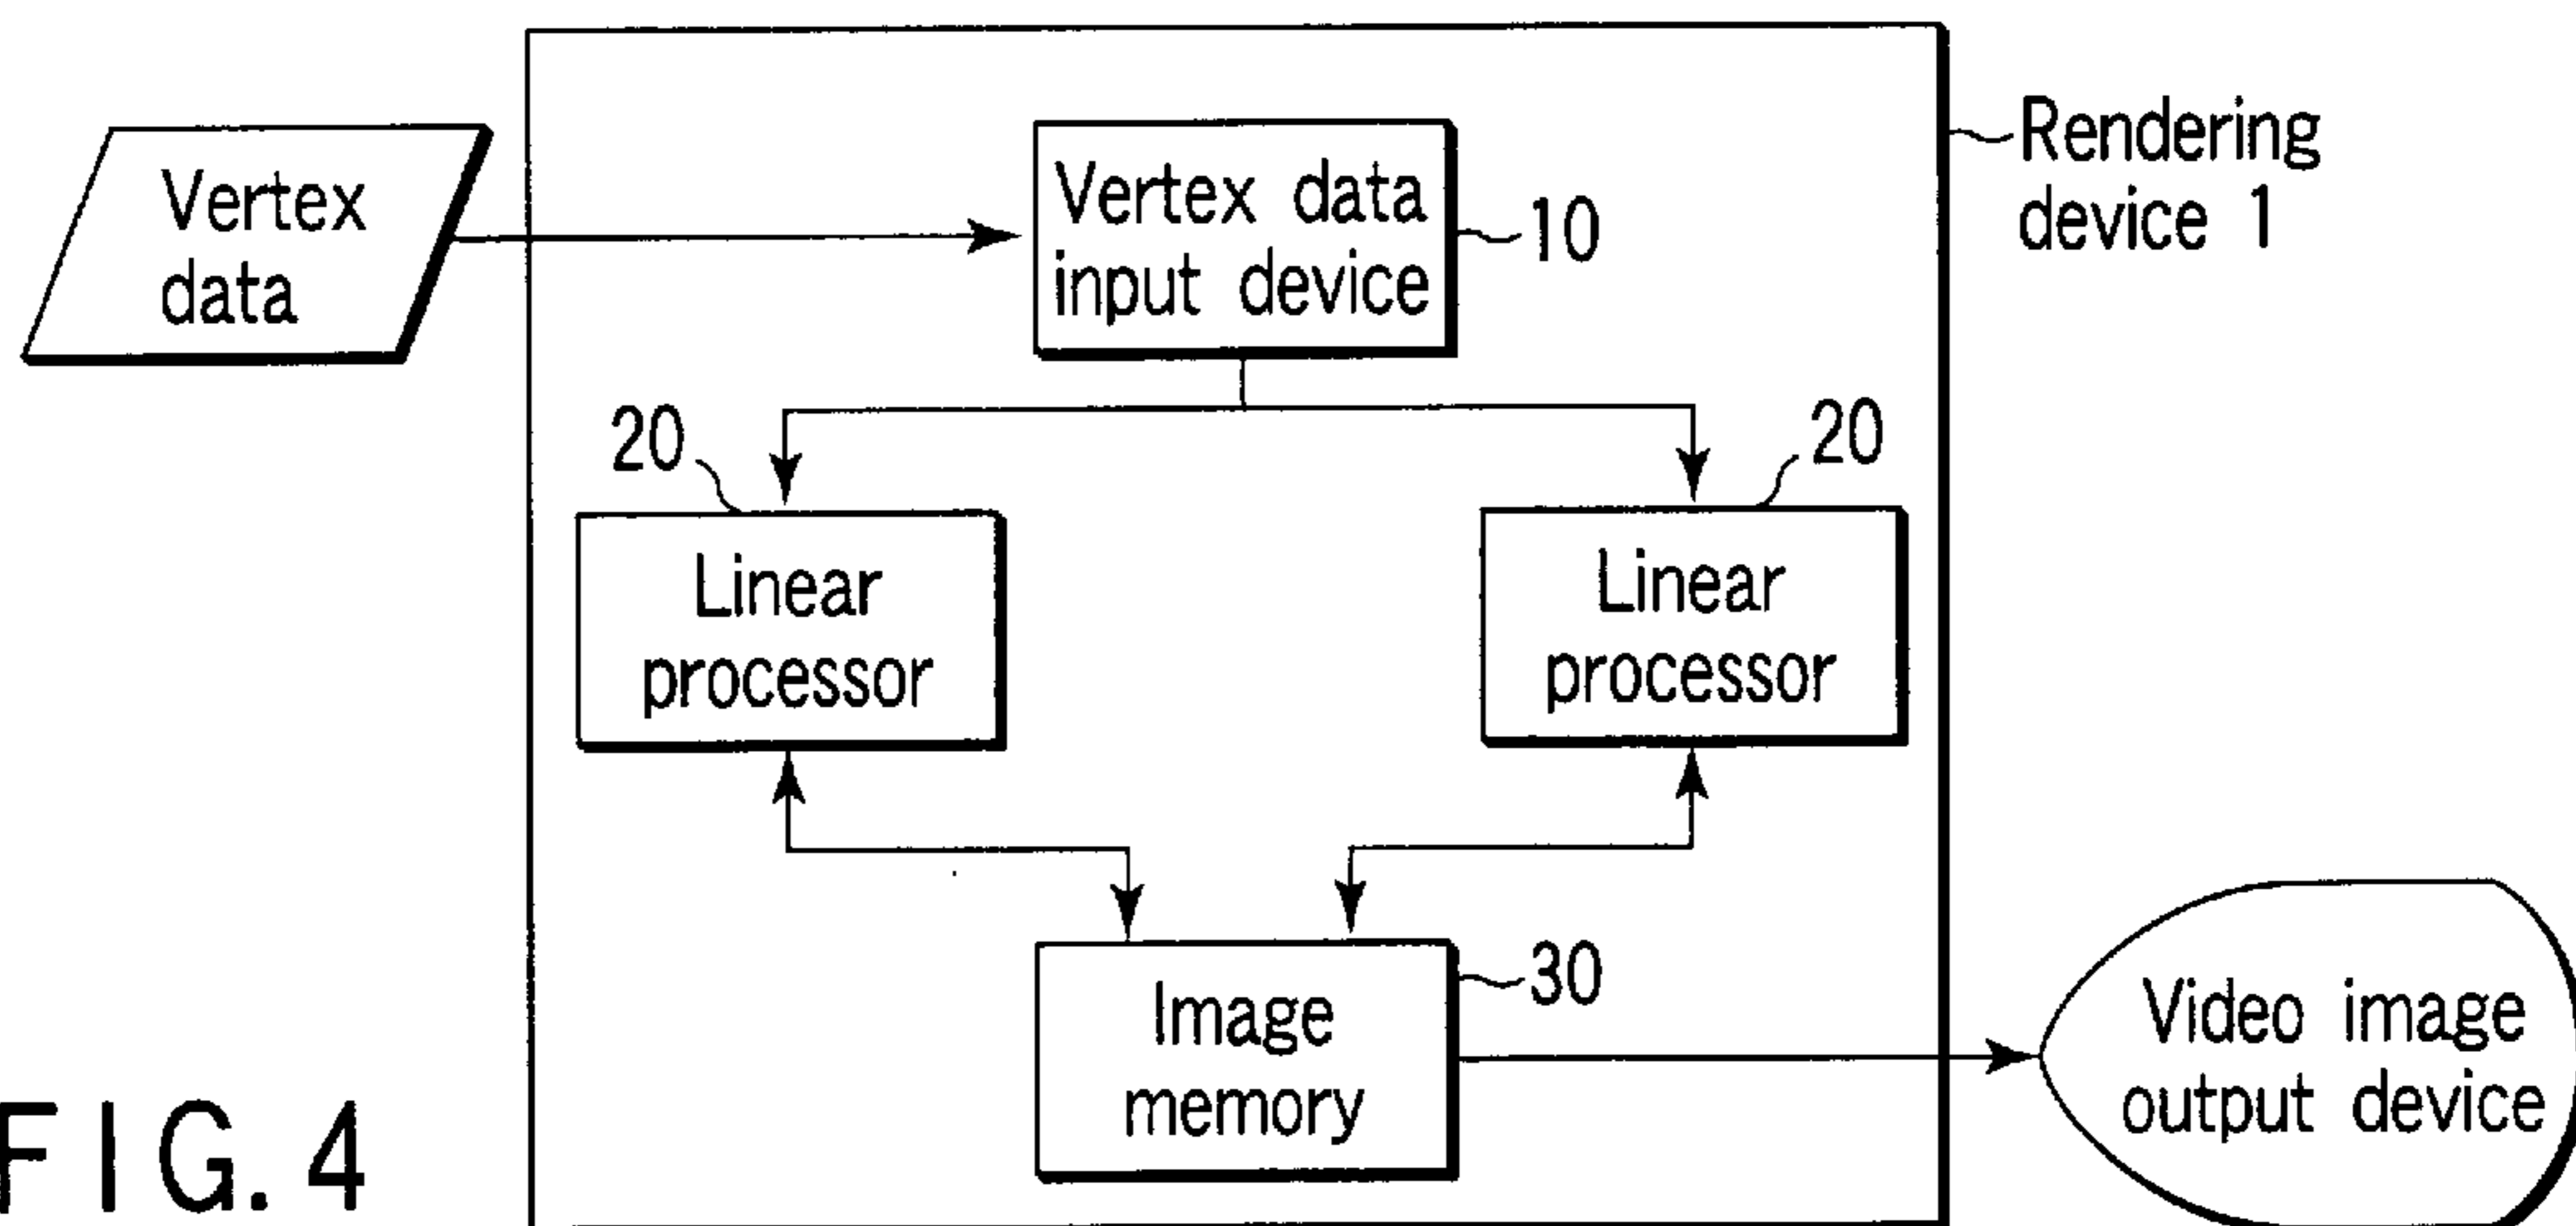 Rendering
device 1
Vertex
data
Vertex data
input device
10
20
20
Linear
processor
Linear
processor
30
Image
memory
Video image
output device
FIG. 4